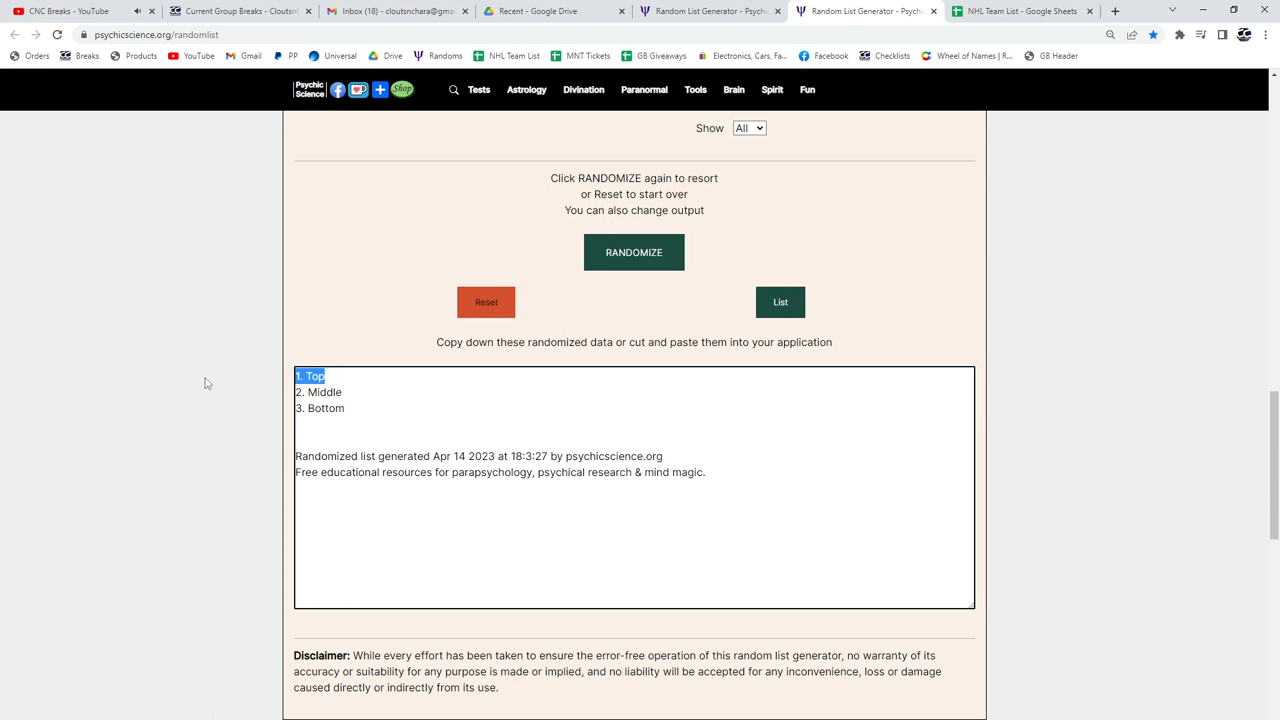 CNC Breaks - YouTube
Current Group Breaks - CloutsnC
Inbox (18) - cloutsnchara@gma
Recent - Google Drive
Random List Generator - Psychic
Random List Generator - Psych
NHL Team List - Google Sheets
psychicscience.org/randomlist
Orders
Breaks
Products
YouTube
Gmail
PP
Universal
Drive
Randoms
NHL Team List
MNT Tickets
GB Giveaways
Electronics, Cars, Fa...
Facebook
Checklists
Wheel of Names | R...
GB Header
Psychic
Science
Shop
Tests
Astrology
Divination
Paranormal
Tools
Brain
Spirit
Fun
Show All
Click RANDOMIZE again to resort
or Reset to start over
You can also change output
RANDOMIZE
Reset
List
Copy down these randomized data or cut and paste them into your application
1. Top
2. Middle
3. Bottom
Randomized list generated Apr 14 2023 at 18:3:27 by psychicscience.org
Free educational resources for parapsychology, psychical research & mind magic.
Disclaimer: While every effort has been taken to ensure the error-free operation of this random list generator, no warranty of its
accuracy or suitability for any purpose is made or implied, and no liability will be accepted for any inconvenience, loss or damage
caused directly or indirectly from its use.